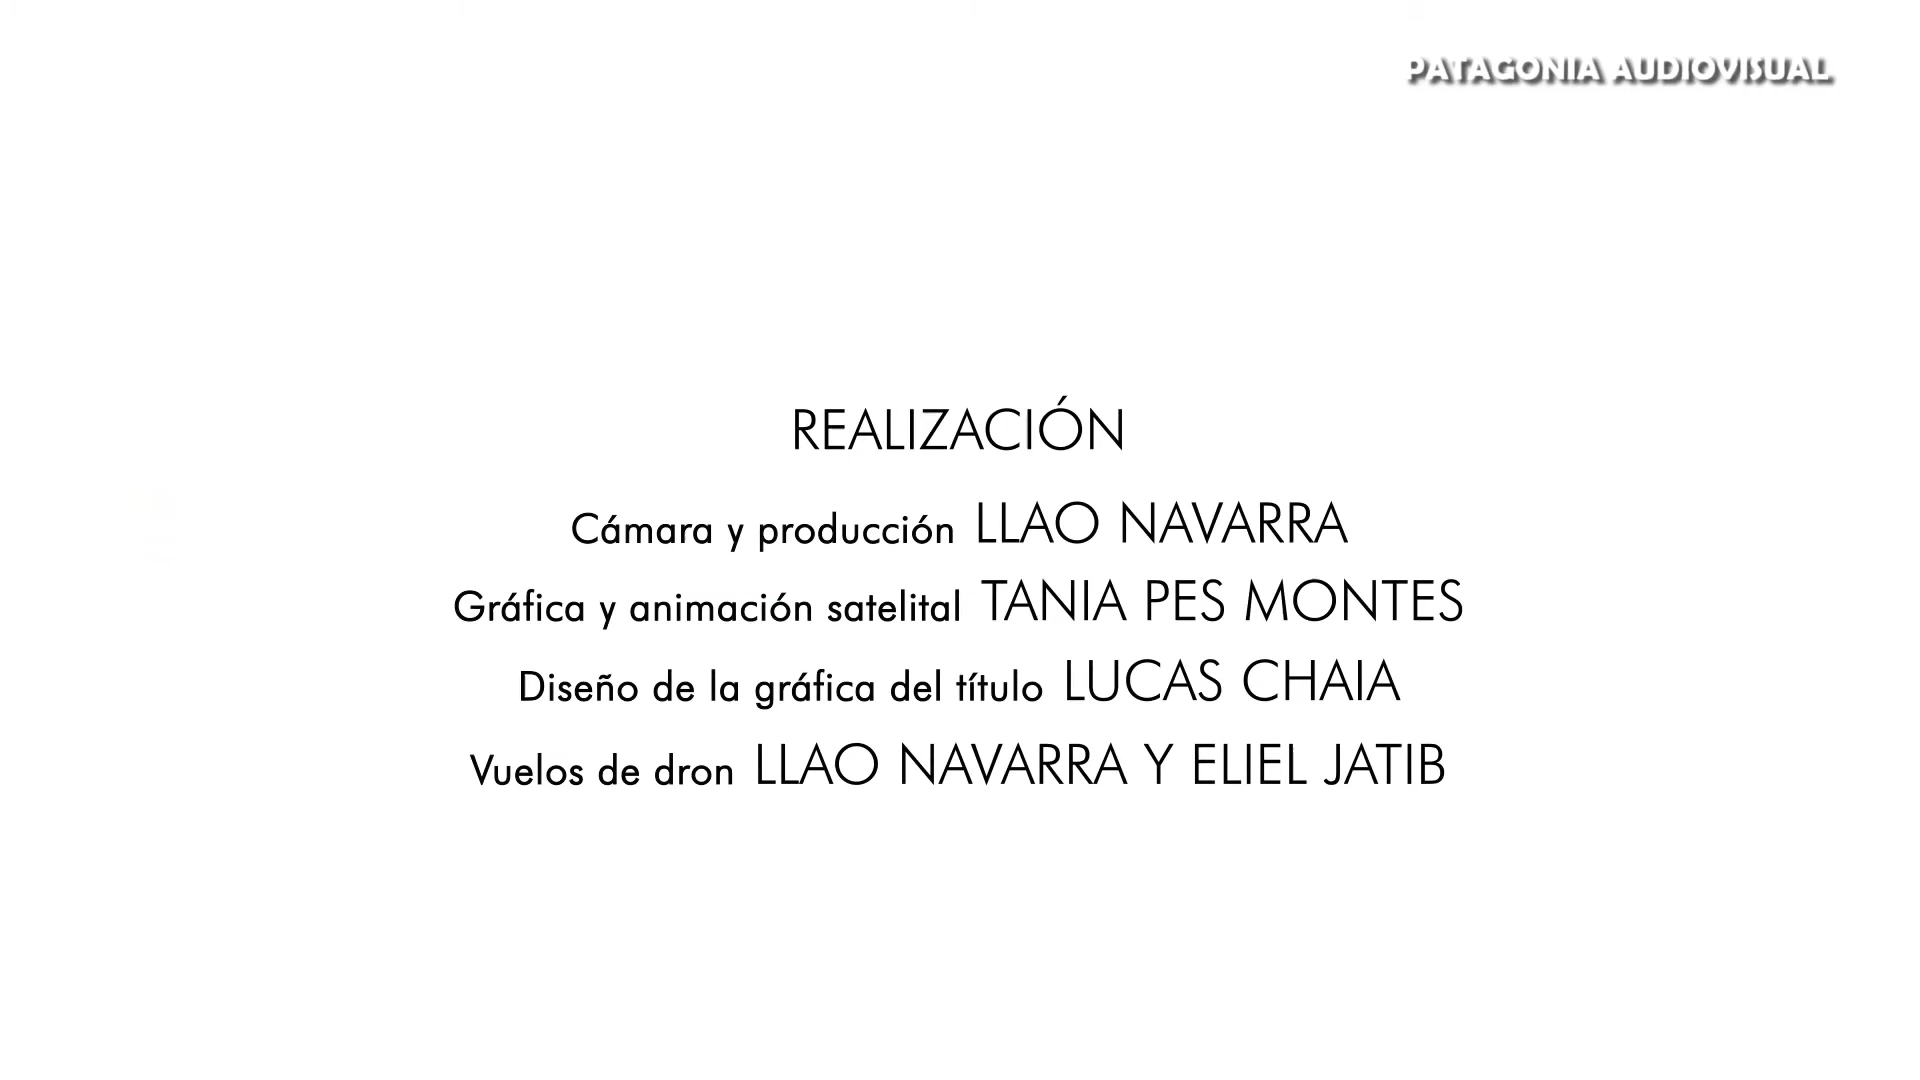 PATAGONIA AUDIOVISUAL
REALIZACIÓN
Cámara y producción LLAO NAVARRA
Gráfica y animación satelital TANIA PES MONTES
Diseño de la gráfica del título LUCAS CHAIA
Vuelos de dron LLAO NAVARRA Y ELIEL JATIB